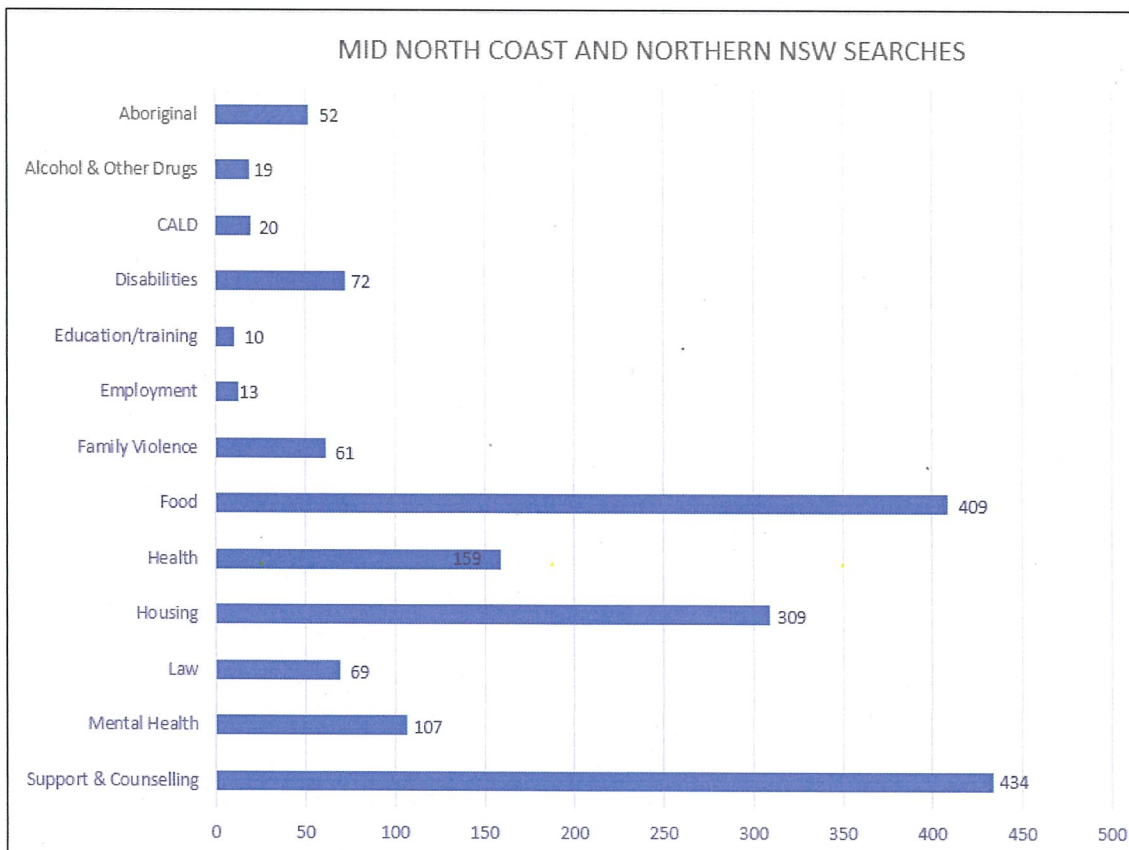 MID NORTH COAST AND NORTHERN NSW SEARCHES
Aboriginal 52
Alcohol & Other Drugs 19
CALD 20
Disabilities 72
Education/training 10
Employment 13
Family Violence 61
Food 409
Health 159
Housing 309
Law 69
Mental Health 107
Support & Counselling 434
0 50 100 150 200 250 300 350 400 450 500